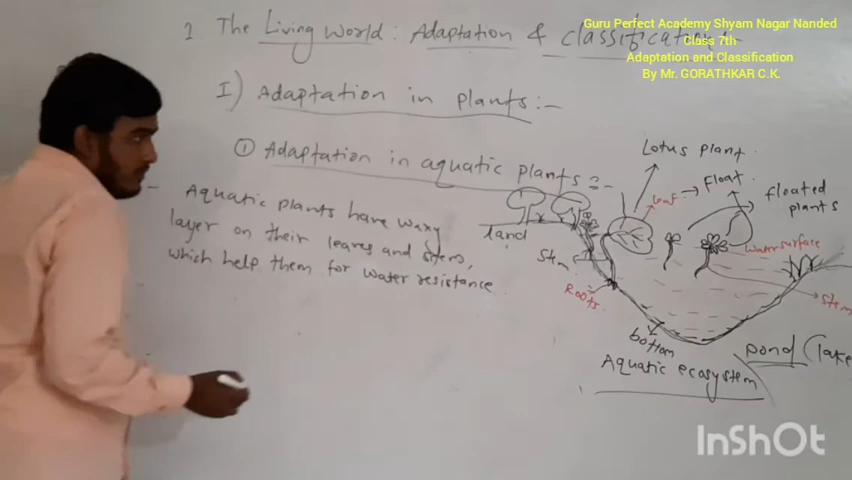 Guru Perfect Academy Shyam Nagar Nanded
Class 7th
Adaptation and Classification
By Mr. GORATHKAR C.K.
1 The Living World : Adaptation & classification :-
I) Adaptation in plants :-
① Adaptation in aquatic plants :-
- Aquatic plants have waxy
layer on their leaves and stem,
which help them for water resistance
Lotus plant
leaf → float
floated
plants
land
water surface
Stem
Roots
stem
bottom
pond (lake
Aquatic ecosystem
InShOt